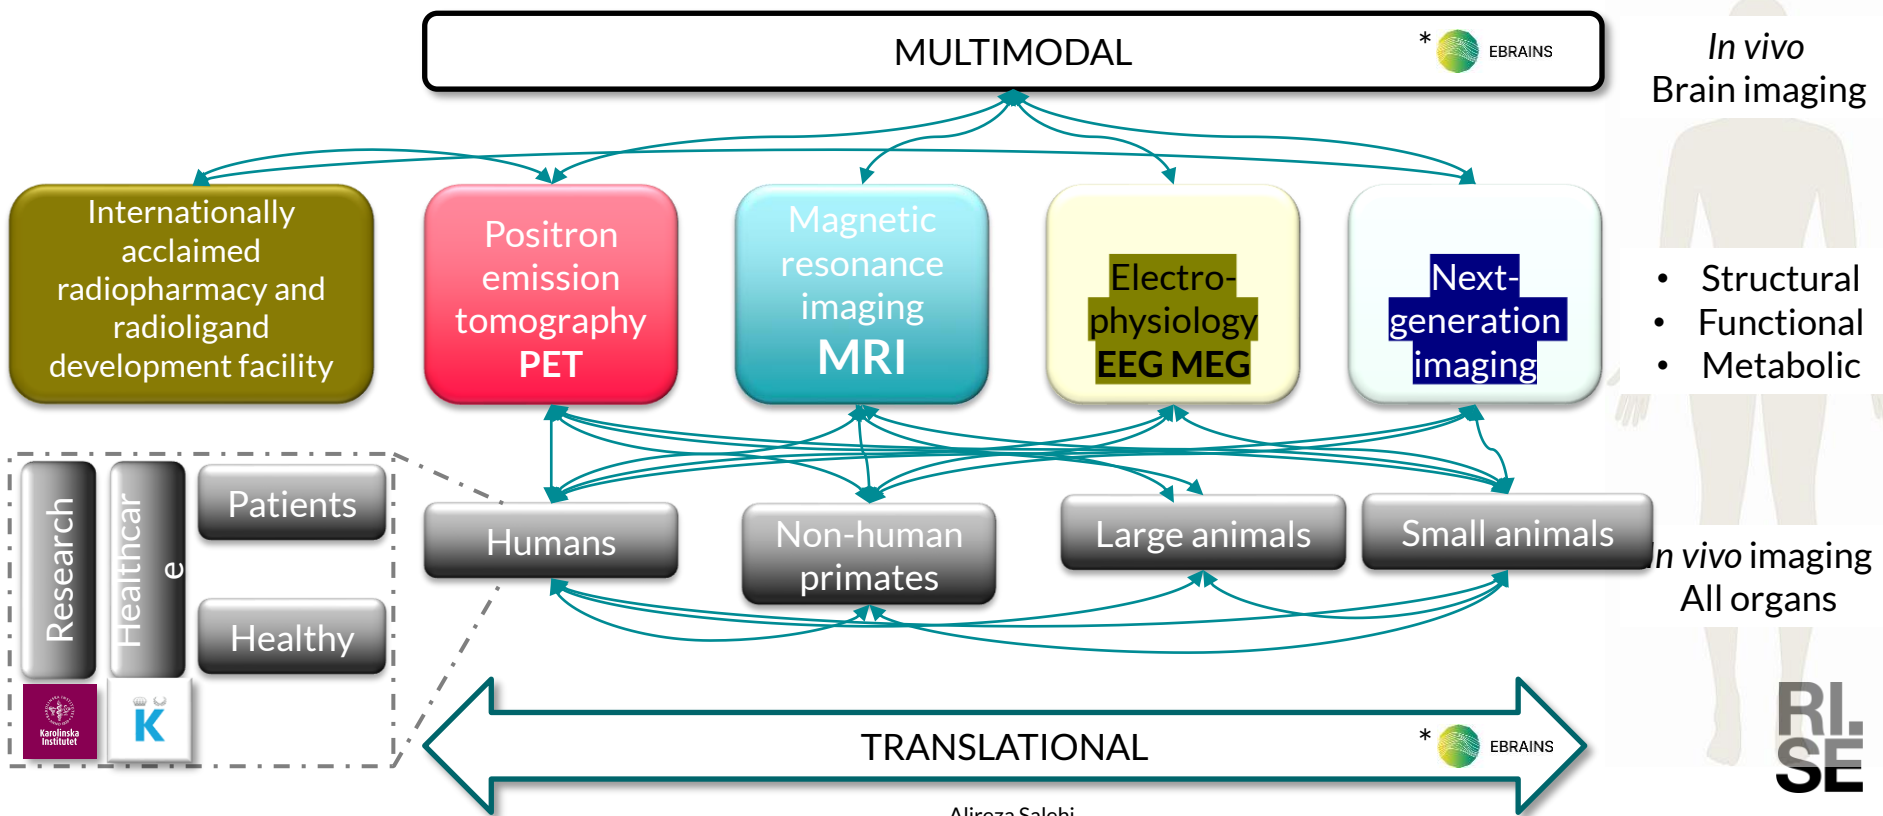 MULTIMODAL
* EBRAINS
In vivo
Brain imaging
Internationally
acclaimed
radiopharmacy and
radioligand
development facility
Positron
emission
tomography
PET
Magnetic
resonance
imaging
MRI
Electro-
physiology
EEG MEG
Next-
generation
imaging
• Structural
• Functional
• Metabolic
Research
Healthcar
e
Patients
Healthy
Karolinska
Institutet
K
Humans
Non-human
primates
Large animals
Small animals
In vivo imaging
All organs
TRANSLATIONAL
* EBRAINS
RI.
SE
Alireza Salehi